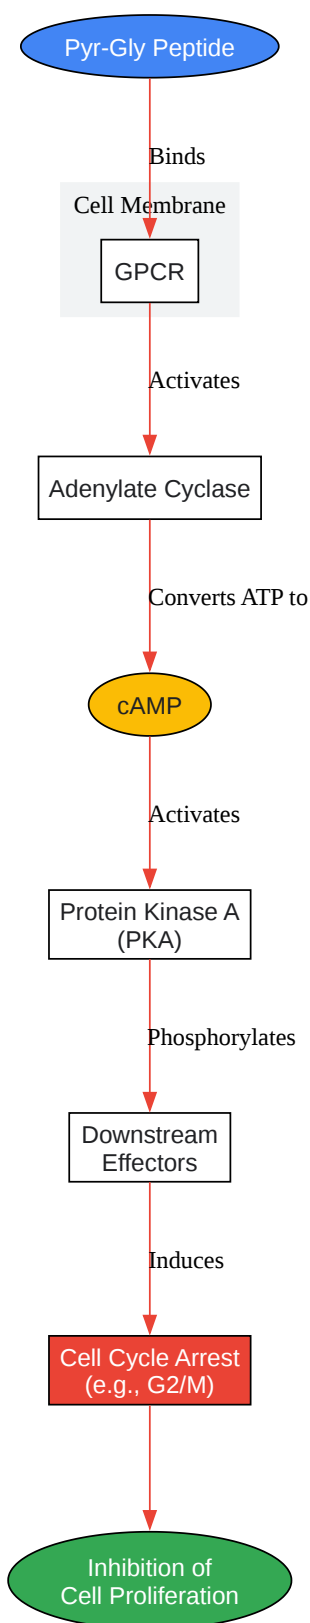 Pyr-Gly Peptide
Binds
Cell Membrane
GPCR
Activates
Adenylate Cyclase
Converts ATP to
cAMP
Activates
Protein Kinase A
(PKA)
Phosphorylates
Downstream
Effectors
Induces
Cell Cycle Arrest
(e.g., G2/M)
Inhibition of
Cell Proliferation